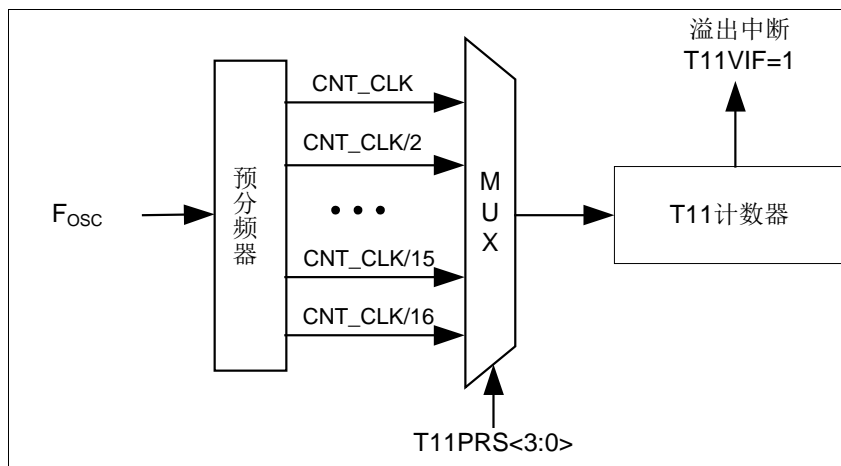 溢出中断
T11VIF=1
CNT_CLK
CNT_CLK/2
预分频器
MUX
FOSC
T11计数器
CNT_CLK/15
CNT_CLK/16
T11PRS<3:0>